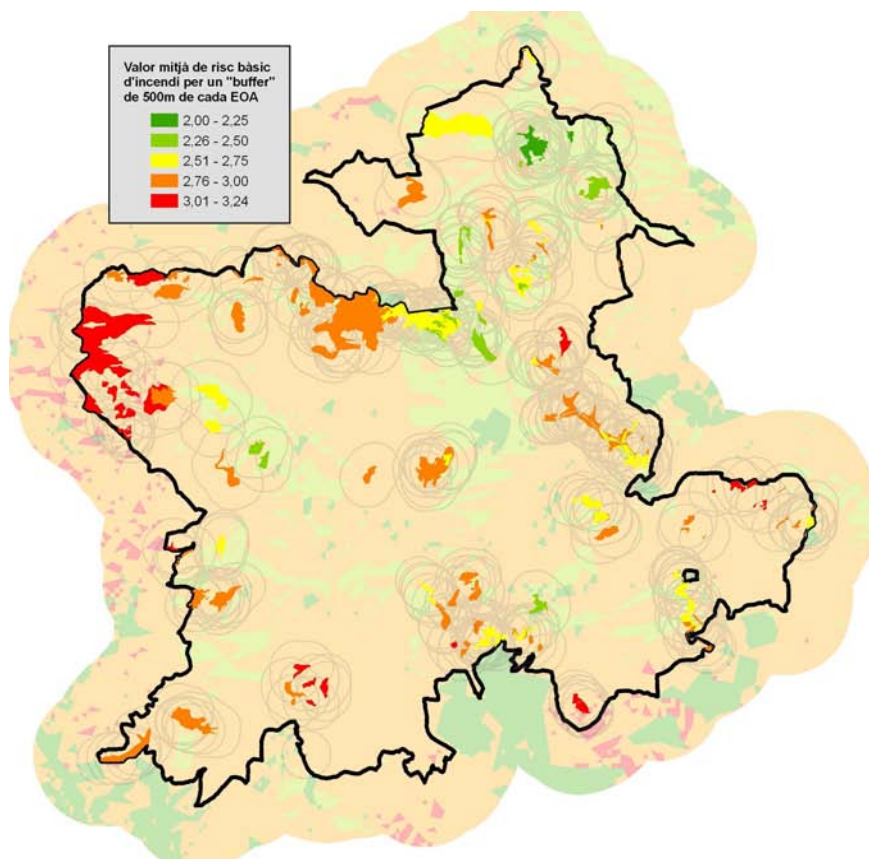 Valor mitjà de risc bàsic
d'incendi per un "buffer"
de 500m de cada EOA
2,00 - 2,25
2,26 - 2,50
2,51 - 2,75
2,76 - 3,00
3,01 - 3,24